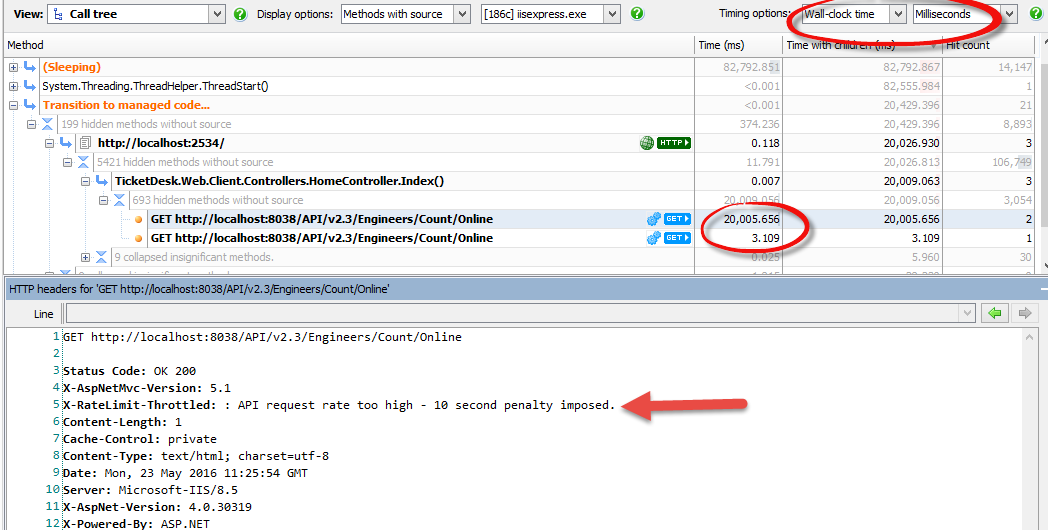 View: Call tree Display options: Methods with source [186c] iisexpress.exe Timing options: Wall-clock time Milliseconds
Method Time (ms) Time with children (ms) Hit count
(Sleeping) 82,792.851 82,792.867 14,147
System.Threading.ThreadHelper.ThreadStart() <0.001 82,555.984 1
Transition to managed code... <0.001 20,429.396 21
199 hidden methods without source 374.236 20,429.396 8,893
http://localhost:2534/ HTTP 0.118 20,026.930 3
5421 hidden methods without source 11.791 20,026.813 106,749
TicketDesk.Web.Client.Controllers.HomeController.Index() 0.007 20,009.063 3
693 hidden methods without source 20,009.056 20,009.056 3,054
GET http://localhost:8038/API/v2.3/Engineers/Count/Online GET 20,005.656 20,005.656 2
GET http://localhost:8038/API/v2.3/Engineers/Count/Online GET 3.109 3.109 1
9 collapsed insignificant methods. 0.025 5.960 30
HTTP headers for 'GET http://localhost:8038/API/v2.3/Engineers/Count/Online'
Line
1 GET http://localhost:8038/API/v2.3/Engineers/Count/Online
2
3 Status Code: OK 200
4 X-AspNetMvc-Version: 5.1
5 X-RateLimit-Throttled: : API request rate too high - 10 second penalty imposed.
6 Content-Length: 1
7 Cache-Control: private
8 Content-Type: text/html; charset=utf-8
9 Date: Mon, 23 May 2016 11:25:54 GMT
10 Server: Microsoft-IIS/8.5
11 X-AspNet-Version: 4.0.30319
12 X-Powered-By: ASP.NET